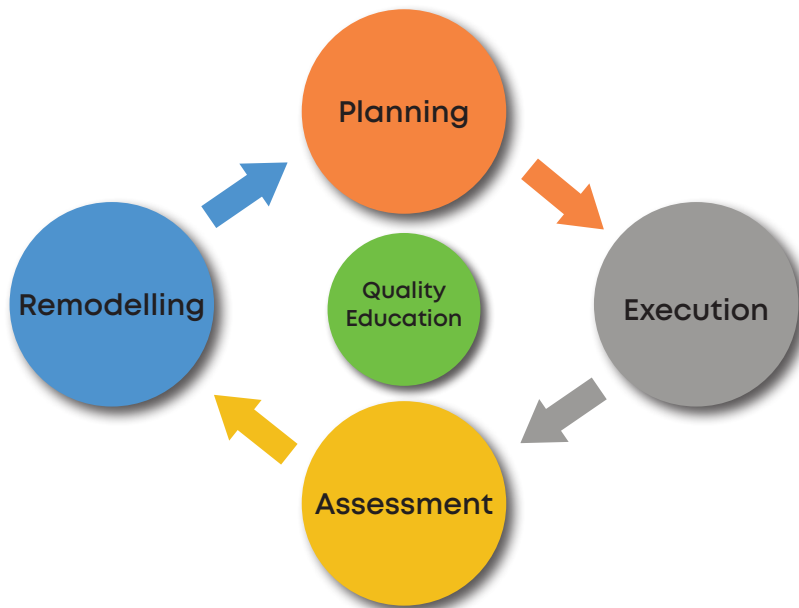 Planning
Quality
Education
Remodelling
Execution
Assessment